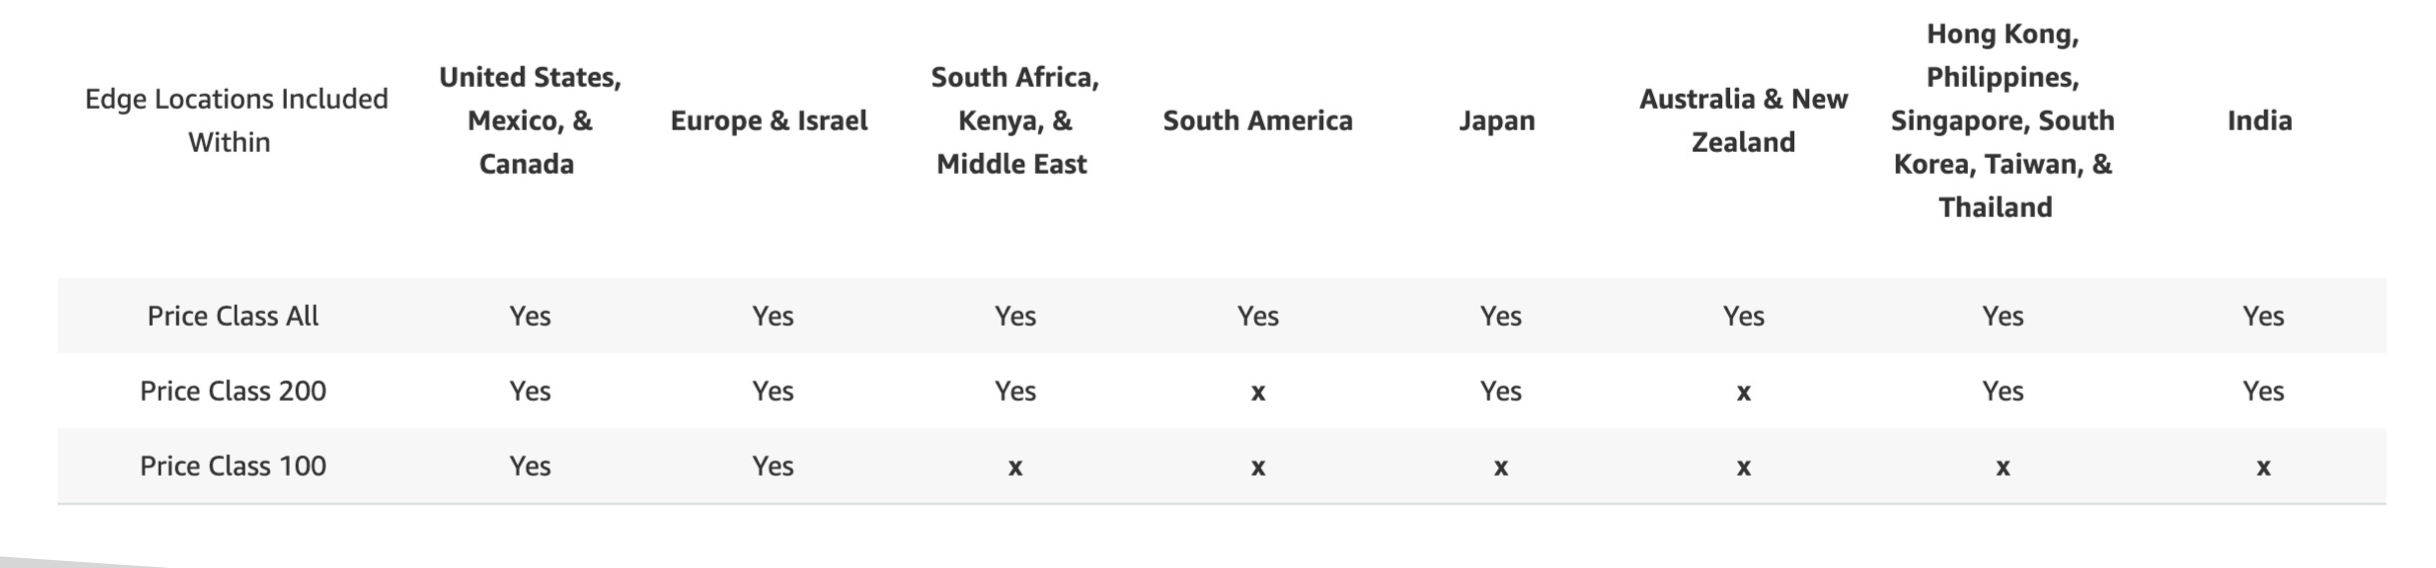 Edge Locations Included
Within
United States,
Mexico, &
Canada
Europe & Israel
South Africa,
Kenya, &
Middle East
South America
Japan
Australia & New
Zealand
Hong Kong,
Philippines,
Singapore, South
Korea, Taiwan, &
Thailand
India
Price Class All Yes Yes Yes Yes Yes Yes Yes Yes
Price Class 200 Yes Yes Yes x Yes x Yes Yes
Price Class 100 Yes Yes x x x x x x